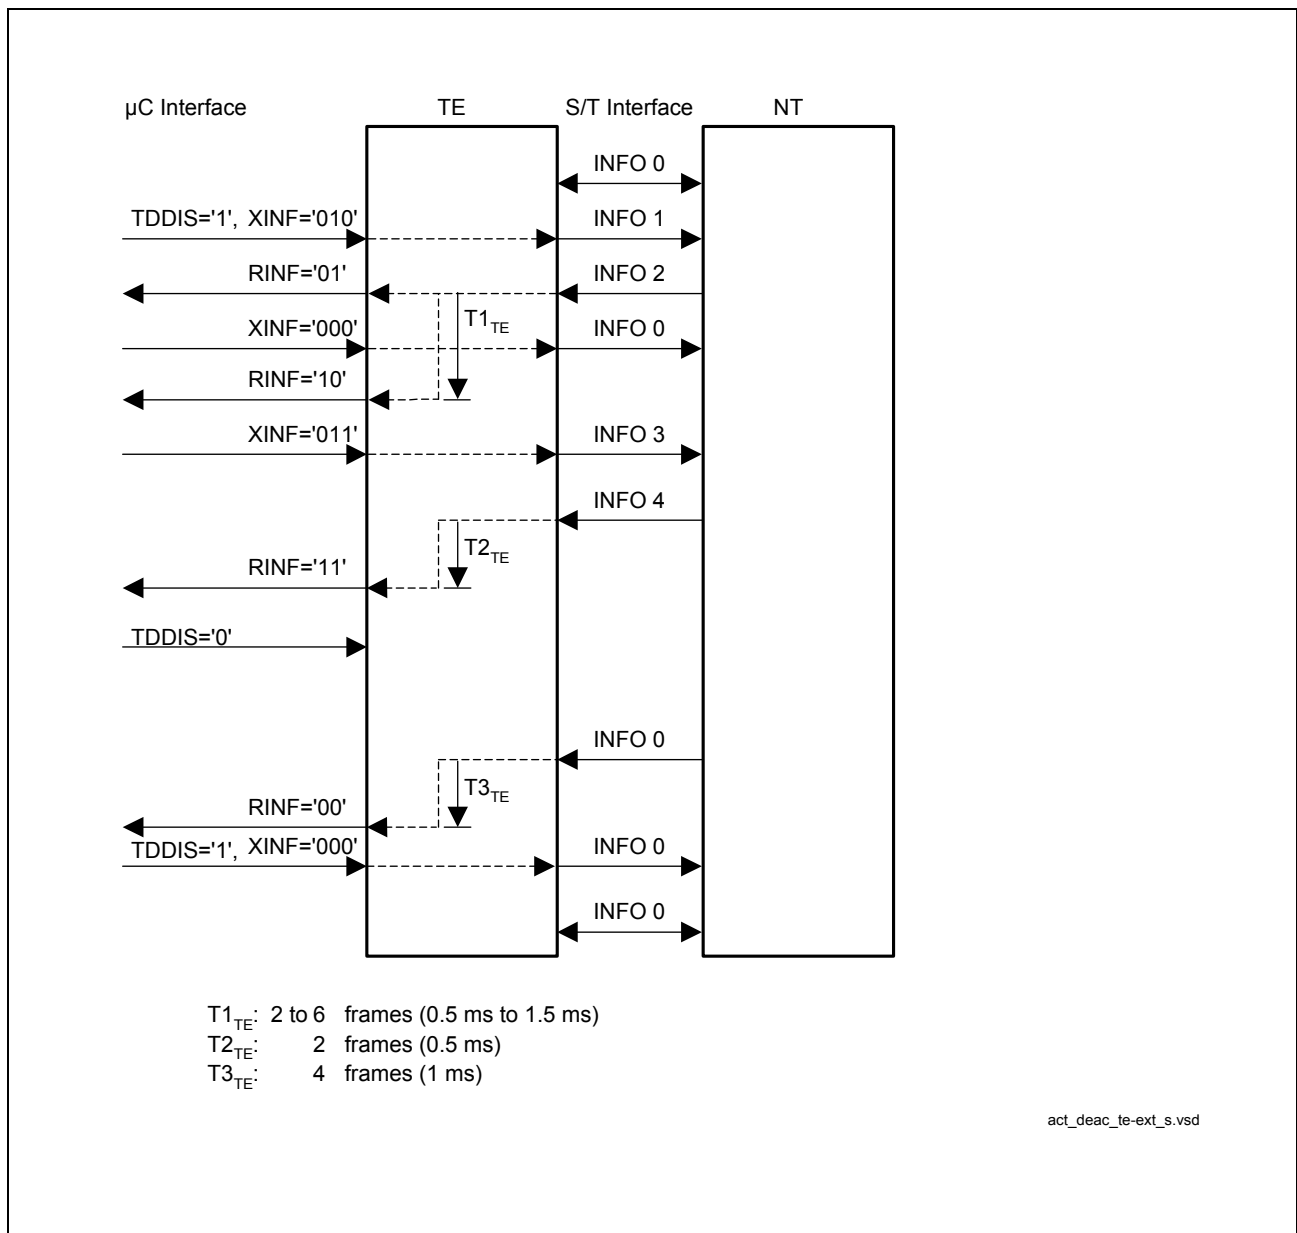 µC Interface TE S/T Interface NT
INFO 0
TDDIS='1', XINF='010' INFO 1
RINF='01' INFO 2
T1TE
XINF='000' INFO 0
RINF='10'
XINF='011' INFO 3
INFO 4
T2TE
RINF='11'
TDDIS='0'
INFO 0
T3TE
RINF='00'
TDDIS='1', XINF='000' INFO 0
INFO 0
T1TE: 2 to 6 frames (0.5 ms to 1.5 ms)
T2TE: 2 frames (0.5 ms)
T3TE: 4 frames (1 ms)
act_deac_te-ext_s.vsd